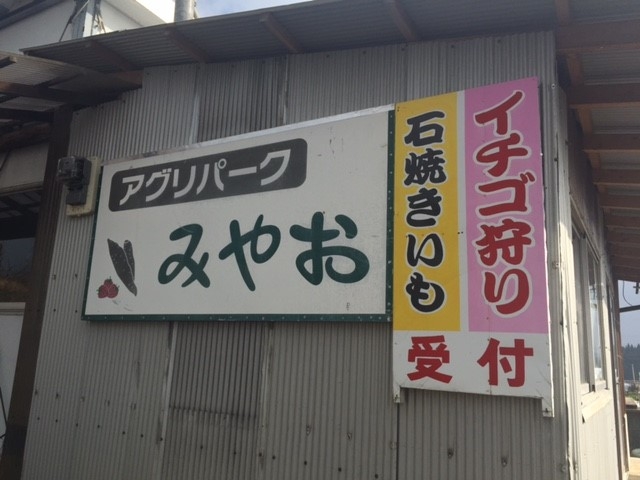 アグリパーク
みやお
イチゴ狩り
石焼きいも
受付